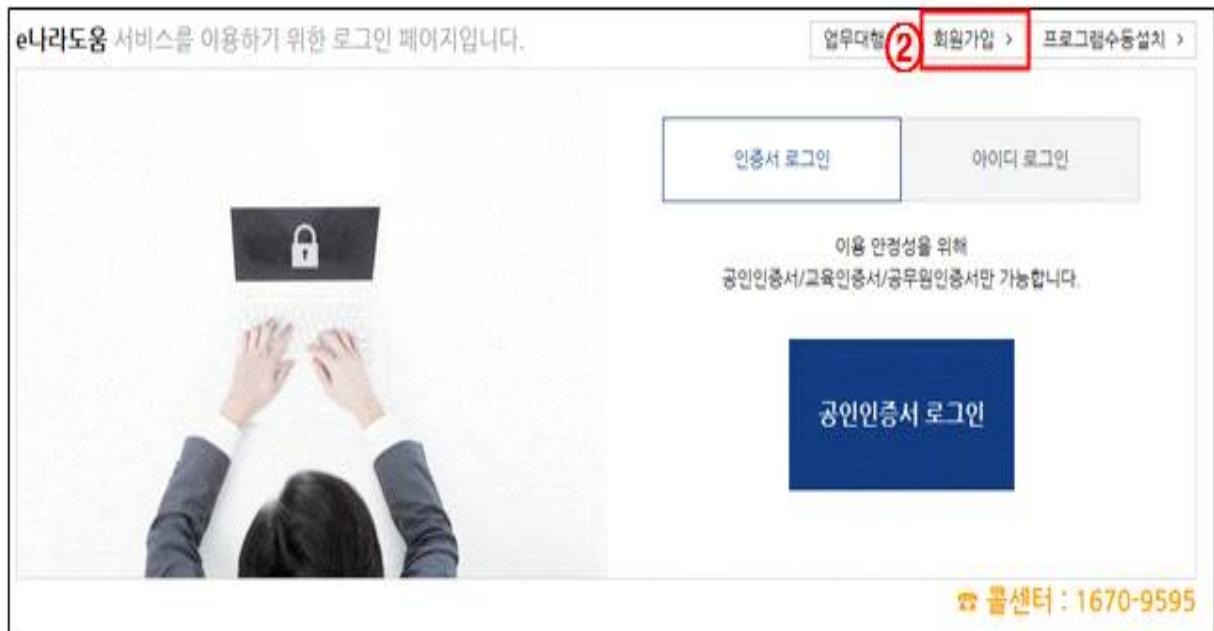 e나라도움 서비스를 이용하기 위한 로그인 페이지입니다.
업무대행 ② 회원가입 > 프로그램수동설치 >
인증서 로그인 아이디 로그인
이용 안정성을 위해
공인인증서/교육인증서/공무원인증서만 가능합니다.
공인인증서 로그인
☎ 콜센터 : 1670-9595